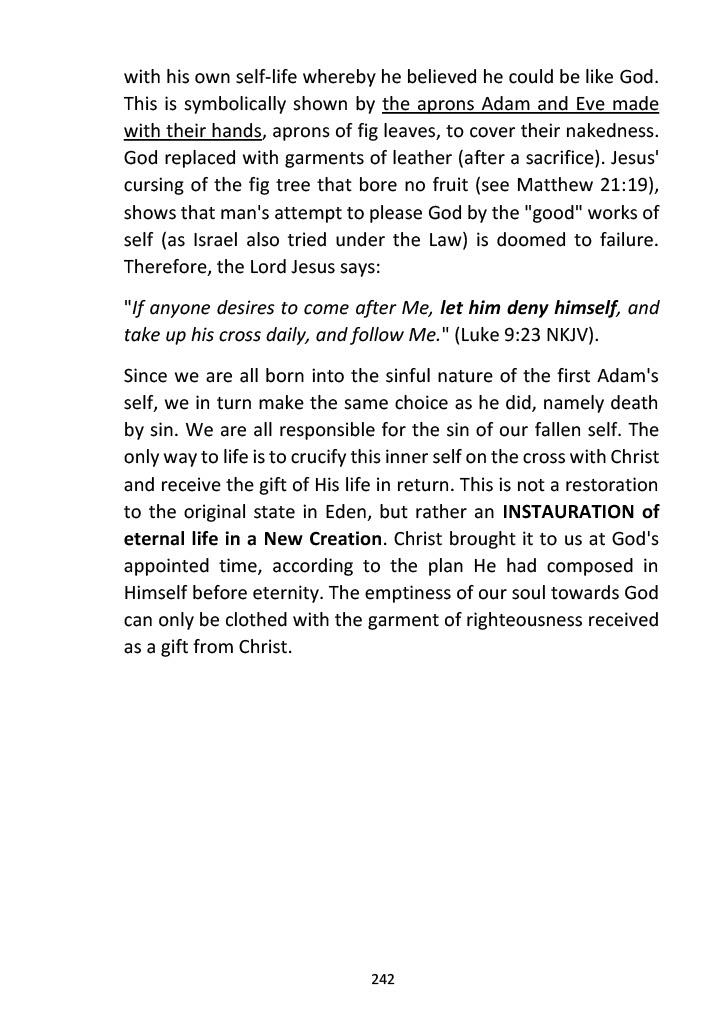 with his own self-life whereby he believed he could be like God.
This is symbolically shown by the aprons Adam and Eve made
with their hands, aprons of fig leaves, to cover their nakedness.
God replaced with garments of leather (after a sacrifice). Jesus'
cursing of the fig tree that bore no fruit (see Matthew 21:19),
shows that man's attempt to please God by the "good" works of
self (as Israel also tried under the Law) is doomed to failure.
Therefore, the Lord Jesus says:
"If anyone desires to come after Me, let him deny himself, and
take up his cross daily, and follow Me." (Luke 9:23 NKJV).
Since we are all born into the sinful nature of the first Adam's
self, we in turn make the same choice as he did, namely death
by sin. We are all responsible for the sin of our fallen self. The
only way to life is to crucify this inner self on the cross with Christ
and receive the gift of His life in return. This is not a restoration
to the original state in Eden, but rather an INSTAURATION of
eternal life in a New Creation. Christ brought it to us at God's
appointed time, according to the plan He had composed in
Himself before eternity. The emptiness of our soul towards God
can only be clothed with the garment of righteousness received
as a gift from Christ.
242